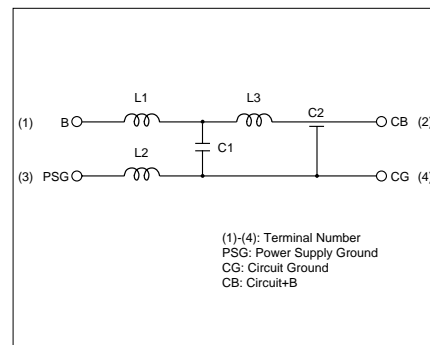 L1 L3
(1) B C2 CB (2)
C1
L2
(3) PSG CG (4)
(1)-(4): Terminal Number
PSG: Power Supply Ground
CG: Circuit Ground
CB: Circuit+B